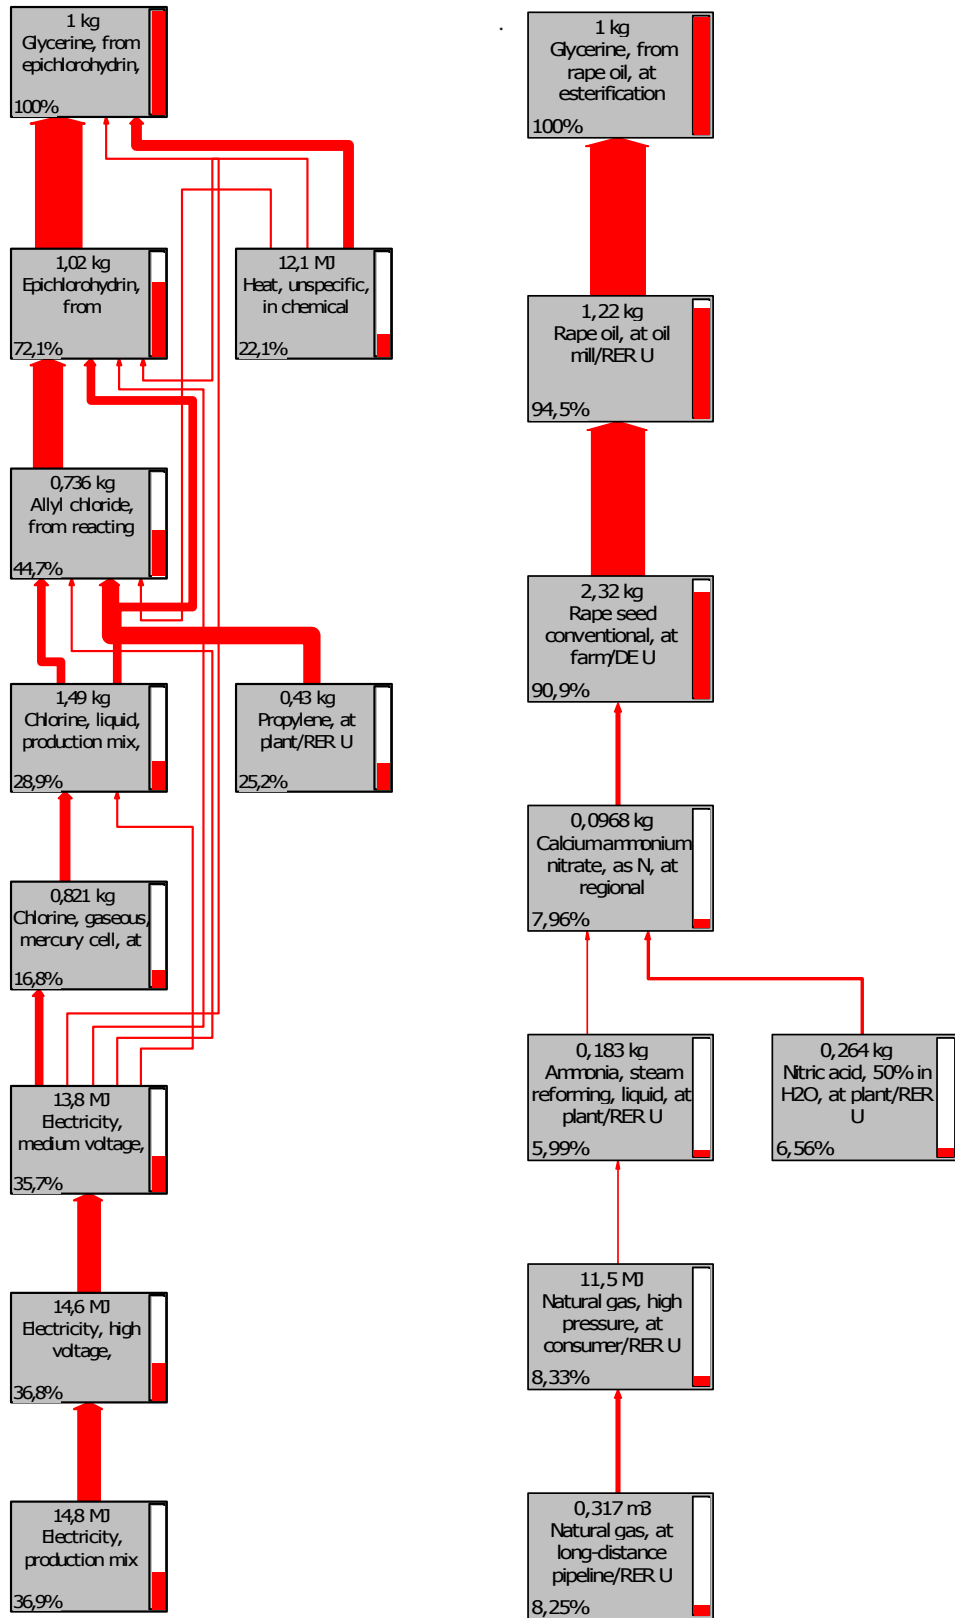 1 kg
Glycerine, from
epichlorohydrin,
100%
1,02 kg
Epichlorohydrin,
from
72,1%
12,1 MJ
Heat, unspecific,
in chemical
22,1%
0,736 kg
Allyl chloride,
from reacting
44,7%
1,49 kg
Chlorine, liquid,
production mix,
28,9%
0,43 kg
Propylene, at
plant/RER U
25,2%
0,821 kg
Chlorine, gaseous,
mercury cell, at
16,8%
13,8 MJ
Electricity,
medium voltage,
35,7%
14,6 MJ
Electricity, high
voltage,
36,8%
14,8 MJ
Electricity,
production mix
36,9%
1 kg
Glycerine, from
rape oil, at
esterification
100%
1,22 kg
Rape oil, at oil
mill/RER U
94,5%
2,32 kg
Rape seed
conventional, at
farm/DE U
90,9%
0,0968 kg
Calcium ammonium
nitrate, as N, at
regional
7,96%
0,183 kg
Ammonia, steam
reforming, liquid, at
plant/RER U
5,99%
0,264 kg
Nitric acid, 50% in
H2O, at plant/RER
U
6,56%
11,5 MJ
Natural gas, high
pressure, at
consumer/RER U
8,33%
0,317 m3
Natural gas, at
long-distance
pipeline/RER U
8,25%